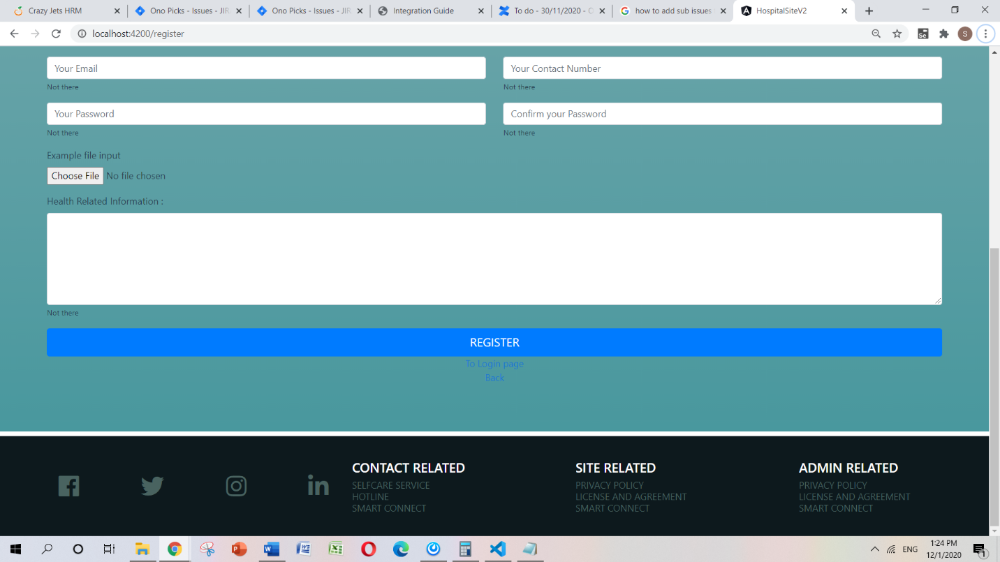 Crazy Jets HRM
Ono Picks - Issues - JIR
Ono Picks - Issues - JIR
Integration Guide
To do - 30/11/2020 - C
how to add sub issues
HospitalSiteV2
localhost:4200/register
Se
S
Your Email
Your Contact Number
Not there
Not there
Your Password
Confirm your Password
Not there
Not there
Example file input
Choose File No file chosen
Health Related Information :
Not there
REGISTER
To Login page
Back
CONTACT RELATED
SELFCARE SERVICE
HOTLINE
SMART CONNECT
SITE RELATED
PRIVACY POLICY
LICENSE AND AGREEMENT
SMART CONNECT
ADMIN RELATED
PRIVACY POLICY
LICENSE AND AGREEMENT
SMART CONNECT
ENG
1:24 PM
12/1/2020
1